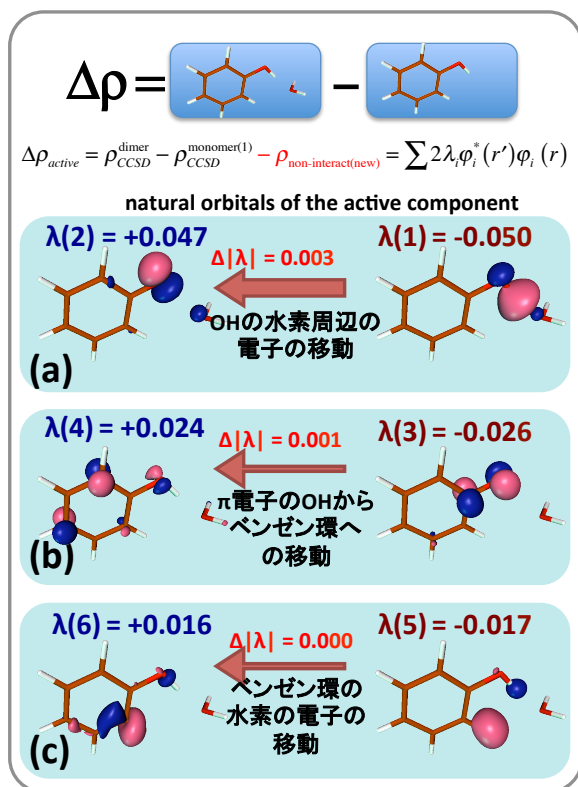 Δρ = −
Δρ_active = ρ_CCSD^dimer − ρ_CCSD^monomer(1) − ρ_non-interact(new) = ∑ 2λ_i φ_i^*(r′) φ_i (r)
natural orbitals of the active component
λ(2) = +0.047 λ(1) = -0.050
Δ|λ| = 0.003
OHの水素周辺の
電子の移動
(a)
λ(4) = +0.024 λ(3) = -0.026
Δ|λ| = 0.001
π電子のOHから
ベンゼン環へ
の移動
(b)
λ(6) = +0.016 λ(5) = -0.017
Δ|λ| = 0.000
ベンゼン環の
水素の電子の
移動
(c)